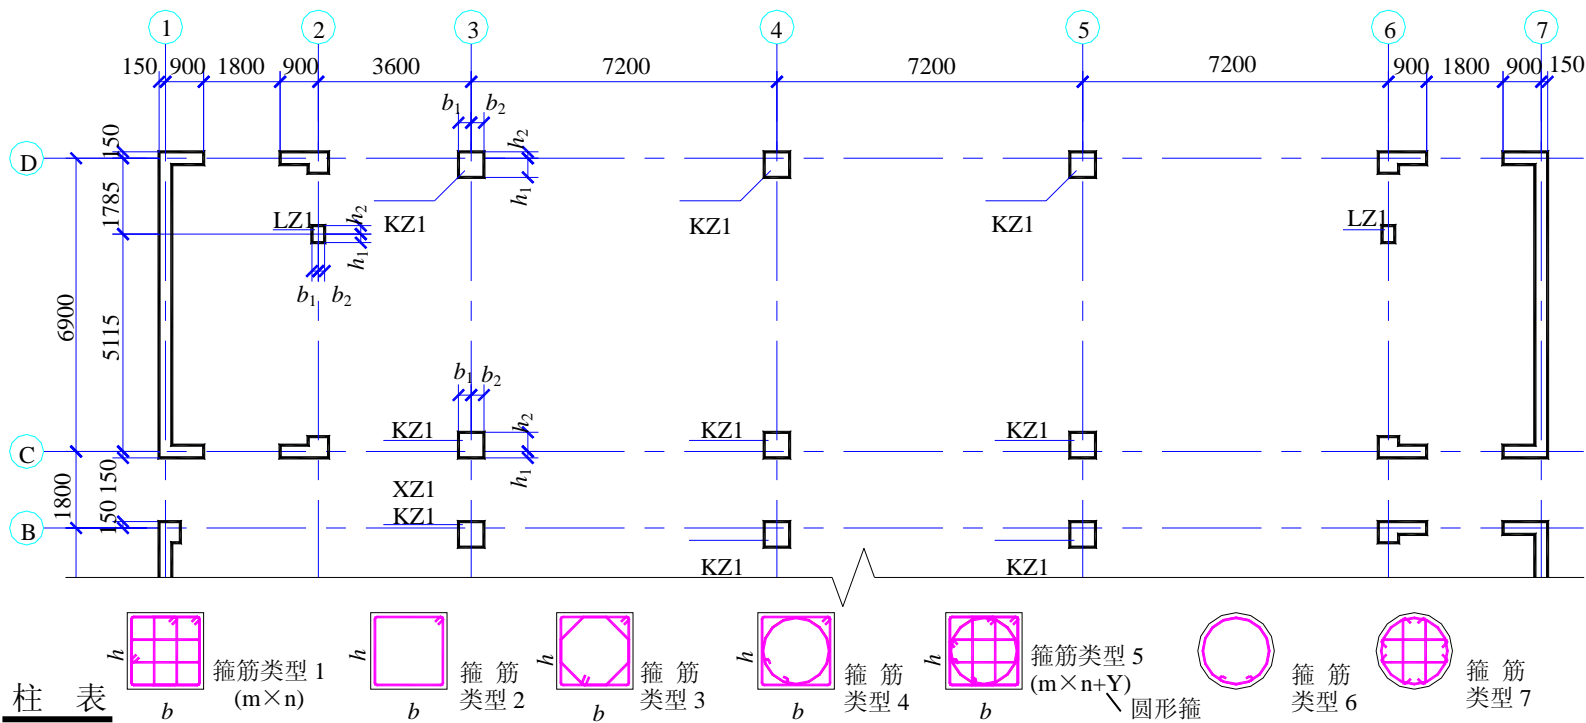 1 2 3 4 5 6 7
150 900 1800 900 3600 7200 7200 7200 900 1800 900 150
b1 b2
h2
h1
150
D
1785
KZ1
KZ1
KZ1
LZ1
h2
h1
b1 b2
LZ1
6900
5115
b1 b2
h2
h1
KZ1
KZ1
KZ1
C
150
1800
150
XZ1
KZ1
B
KZ1
KZ1
h
b
箍筋类型 1
(m×n)
h
b
箍 筋
类型 2
h
b
箍 筋
类型 3
h
b
箍 筋
类型 4
h
b
箍筋类型 5
(m×n+Y)
圆形箍
箍 筋
类型 6
箍 筋
类型 7
柱 表